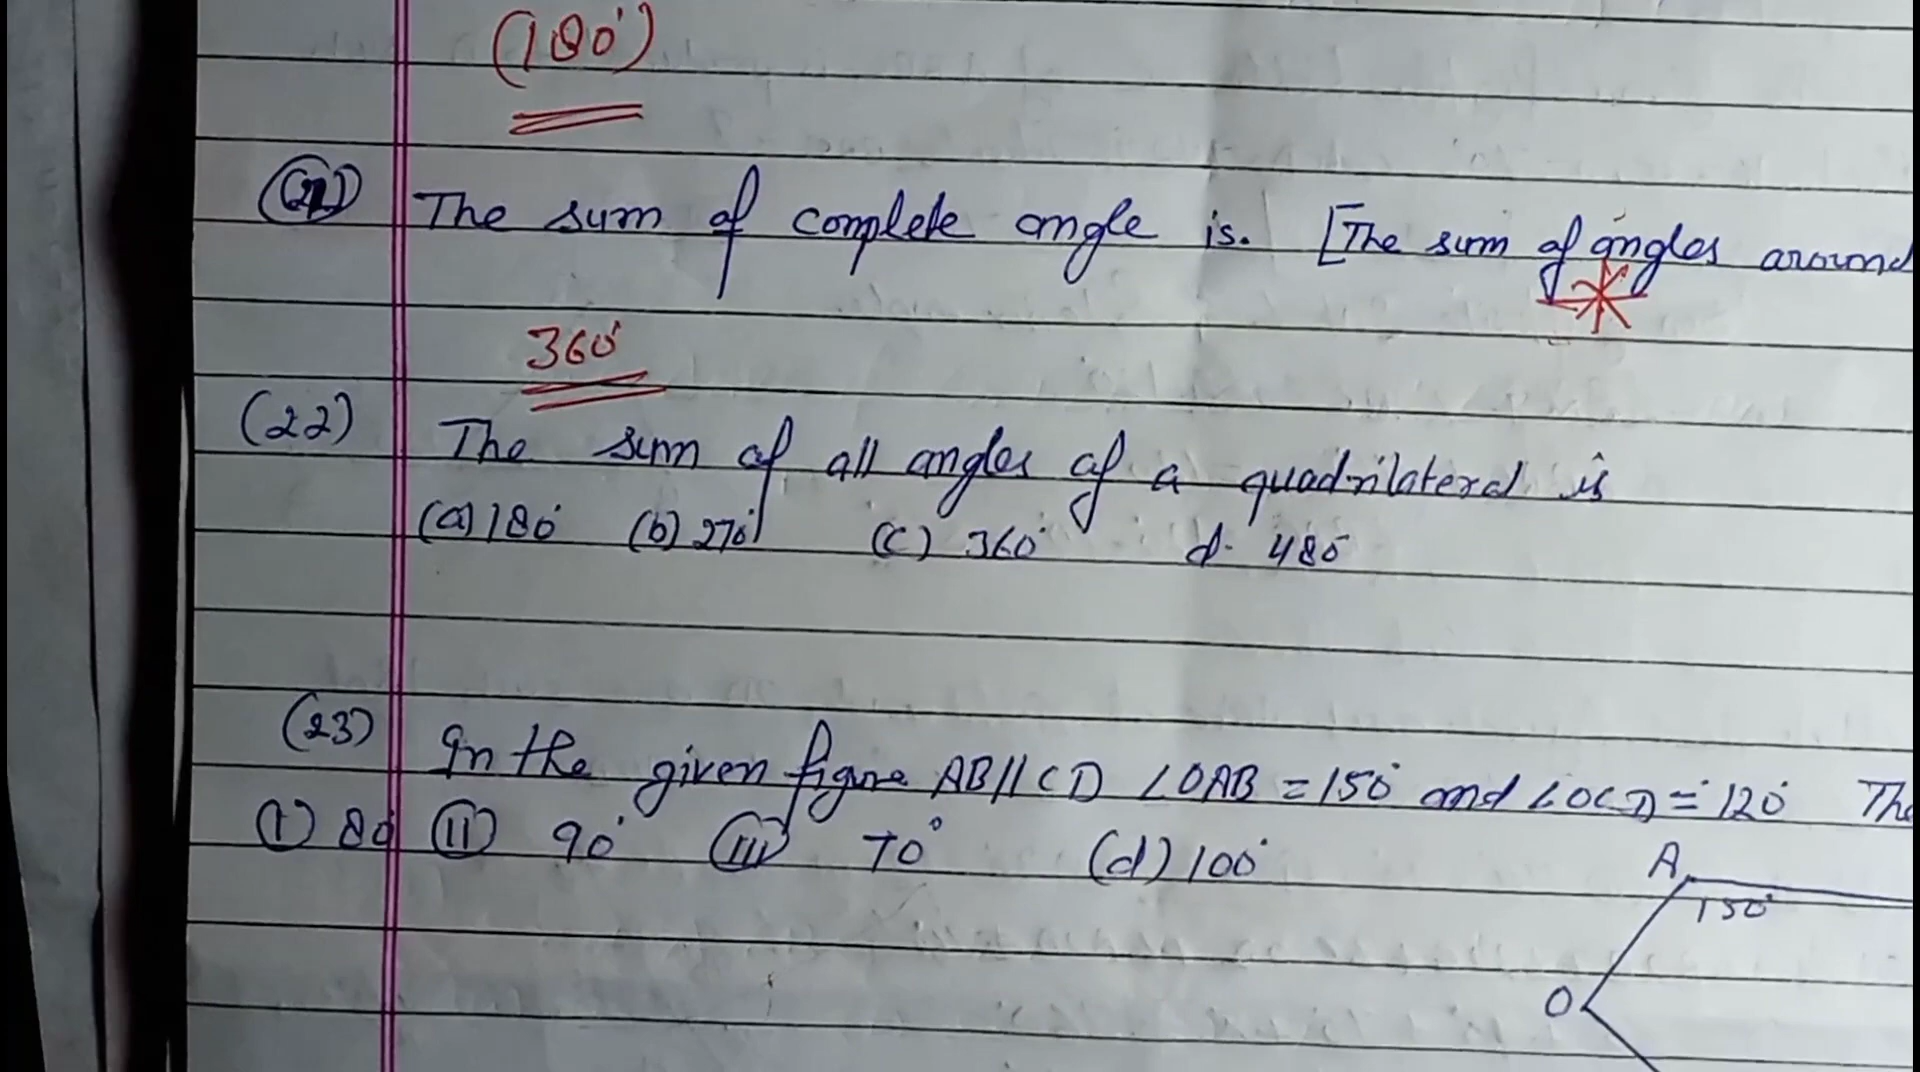 (180°)
(21) The sum of complete angle is. [The sum of angles around
360°
(22) The sum of all angles of a quadrilateral is
(a) 180° (b) 270° (c) 360° d. 480
(23) In the given figure AB//CD ∠OAB = 150° and ∠OCD = 120° The
(i) 80 (ii) 90° (iii) 70° (d) 100°
A
150°
O